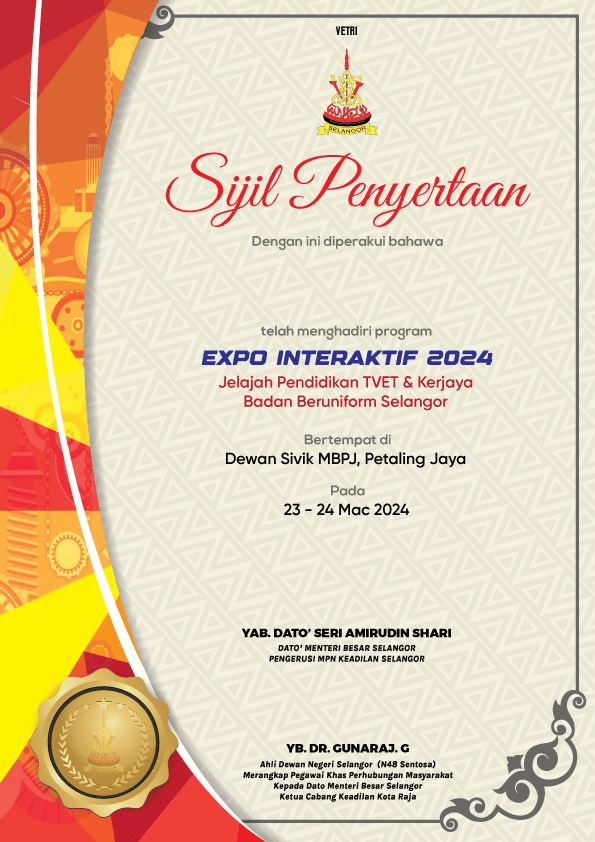 VETRI
SELANGOR
Sijil Penyertaan
Dengan ini diperakui bahawa
telah menghadiri program
EXPO INTERAKTIF 2024
Jelajah Pendidikan TVET & Kerjaya
Badan Beruniform Selangor
Bertempat di
Dewan Sivik MBPJ, Petaling Jaya
Pada
23 - 24 Mac 2024
YAB. DATO' SERI AMIRUDIN SHARI
DATO' MENTERI BESAR SELANGOR
PENGERUSI MPN KEADILAN SELANGOR
YB. DR. GUNARAJ. G
Ahli Dewan Negeri Selangor (N48 Sentosa)
Merangkap Pegawai Khas Perhubungan Masyarakat
Kepada Dato Menteri Besar Selangor
Ketua Cabang Keadilan Kota Raja